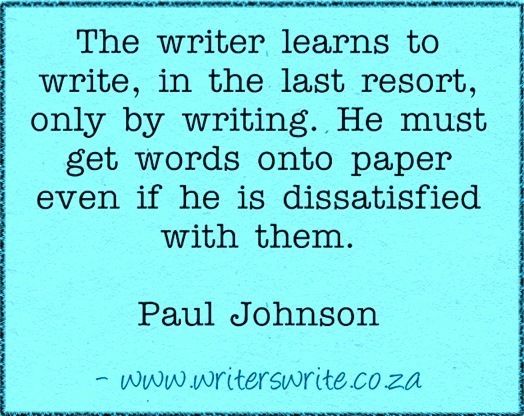 The writer learns to
write, in the last resort,
only by writing. He must
get words onto paper
even if he is dissatisfied
with them.
Paul Johnson
- www.writerswrite.co.za